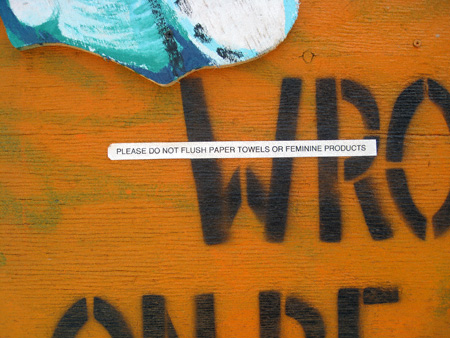 WRO
PLEASE DO NOT FLUSH PAPER TOWELS OR FEMININE PRODUCTS